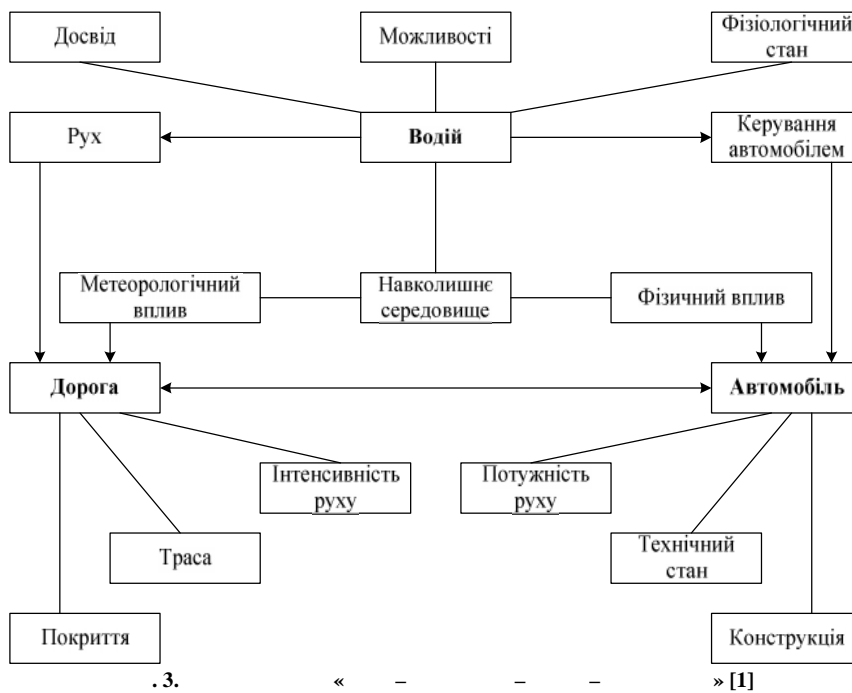 Досвід
Можливості
Фізіологічний
стан
Рух
Водій
Керування
автомобілем
Метеорологічний
вплив
Навколишнє
середовище
Фізичний вплив
Дорога
Автомобіль
Інтенсивність
руху
Потужність
руху
Траса
Технічний
стан
Покриття
Конструкція
. 3. « – – – » [1]